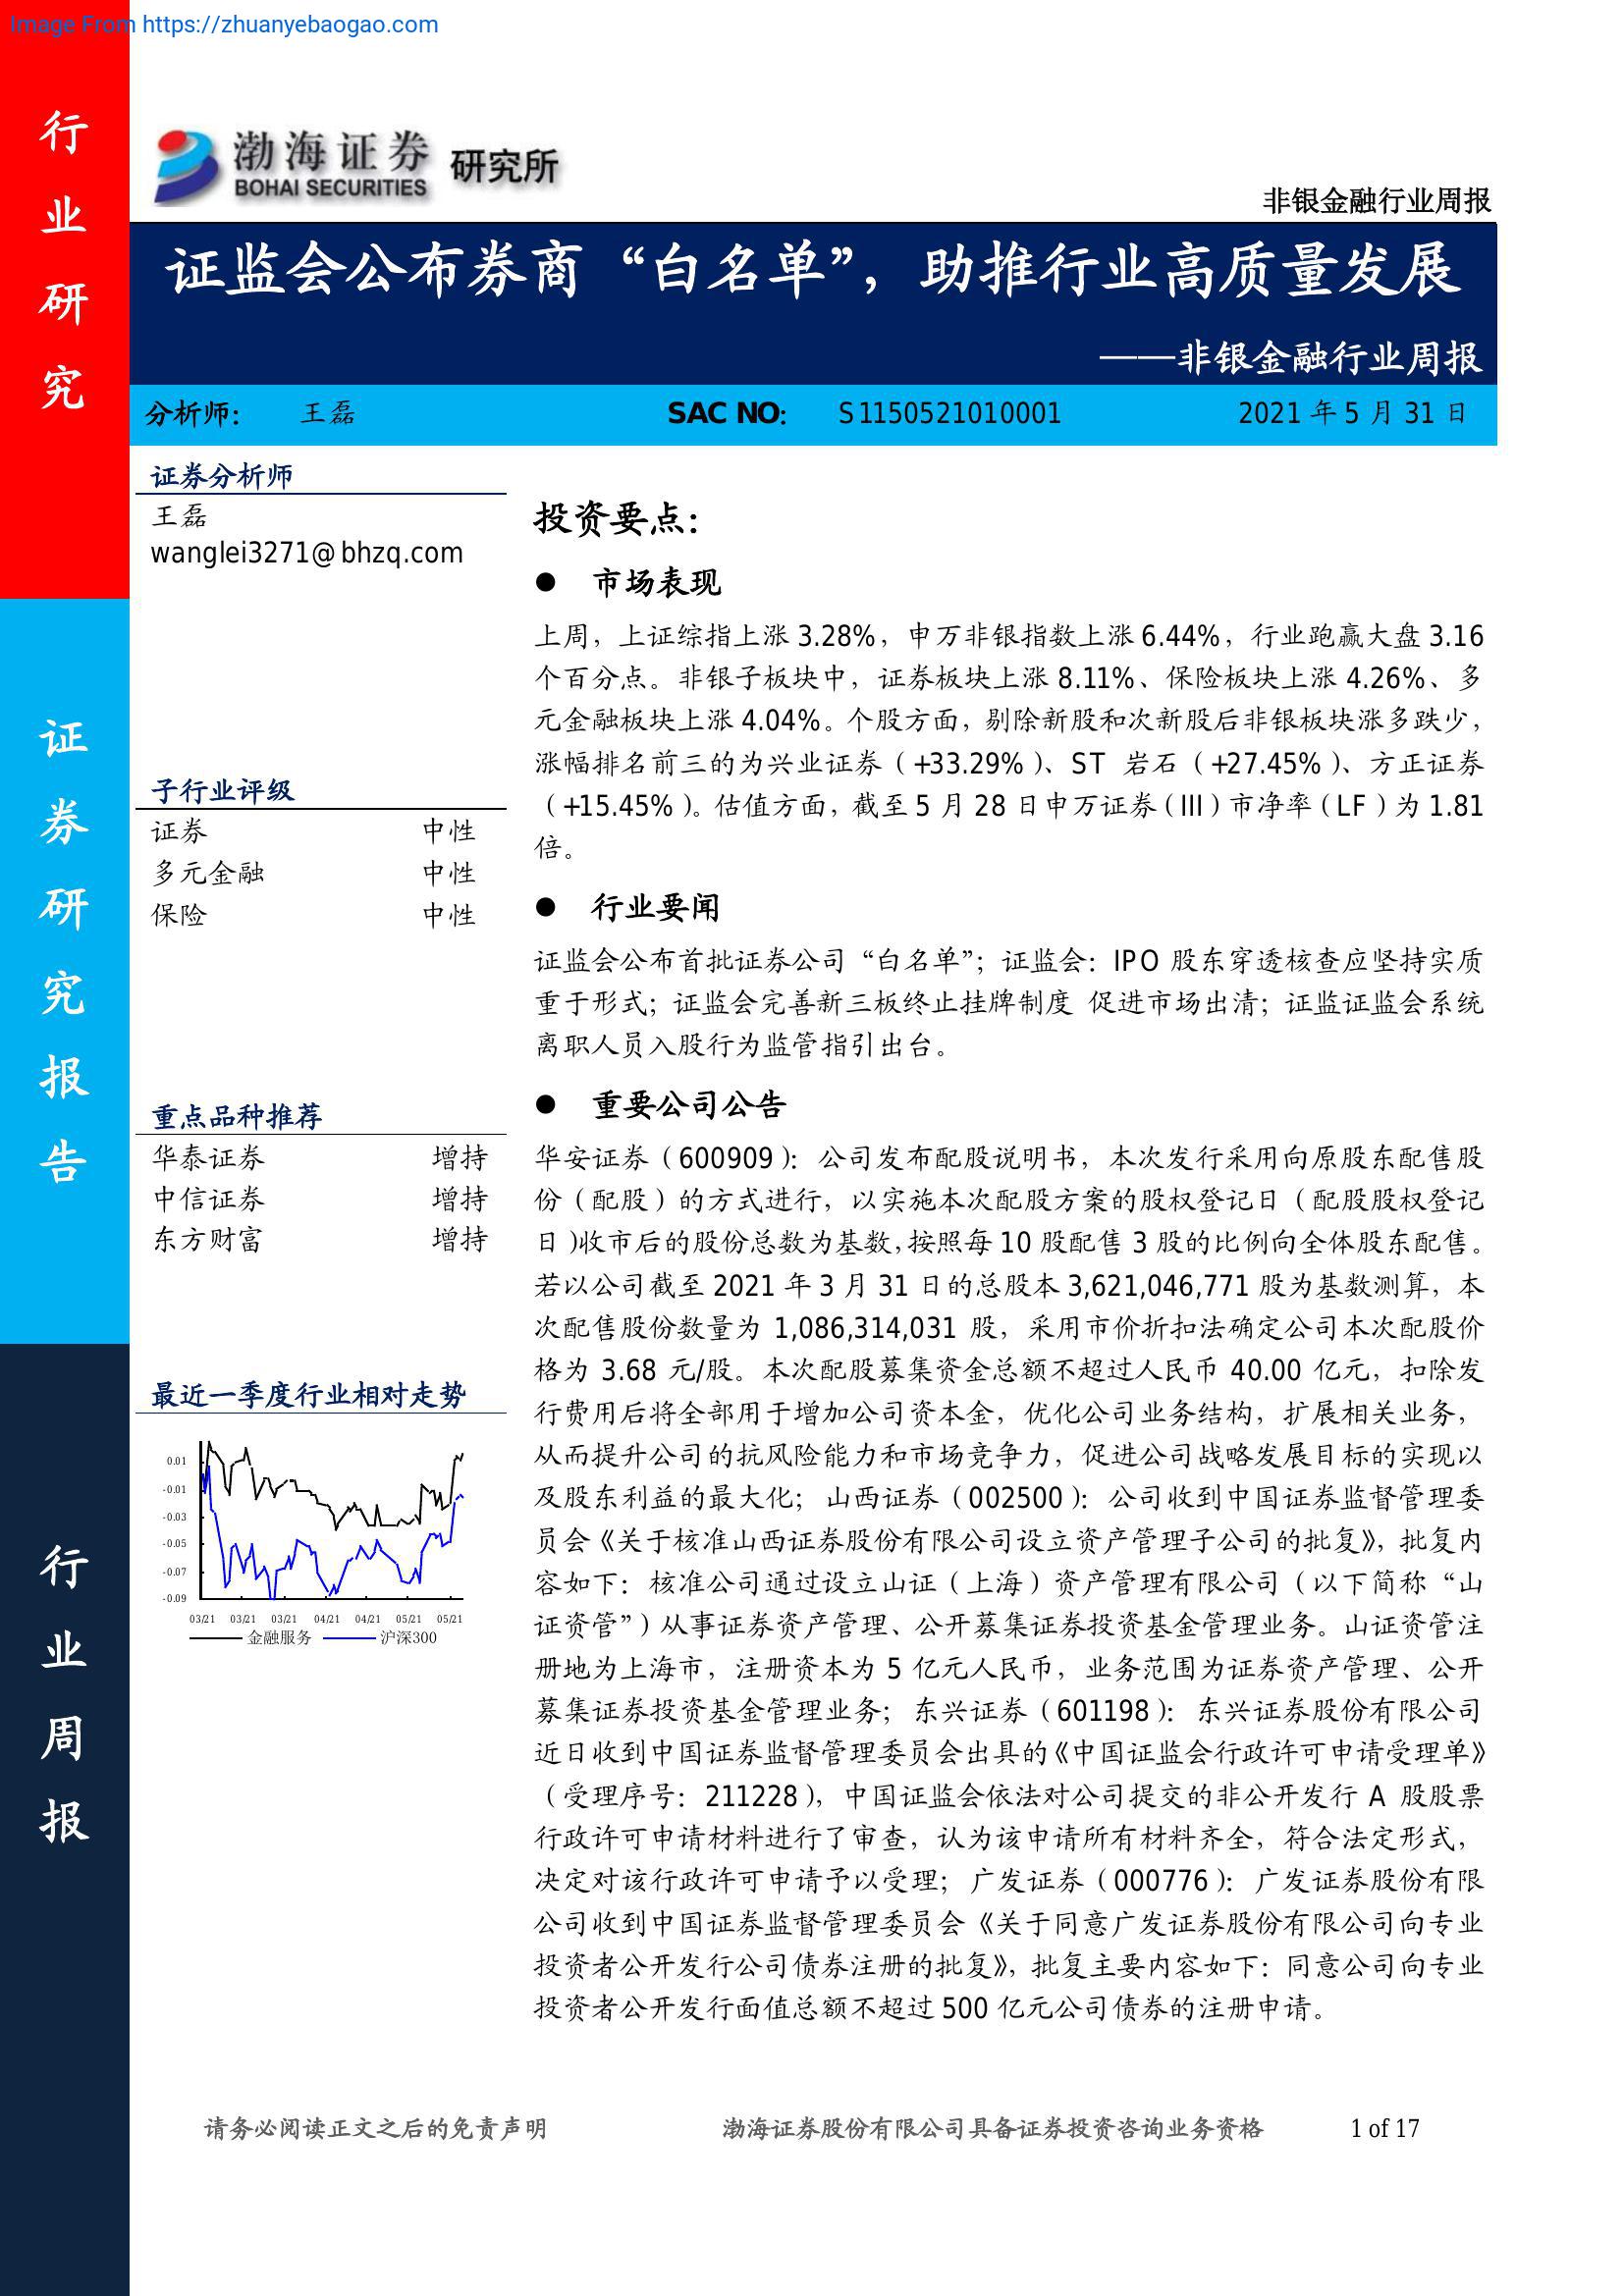 Image From https://zhuanyebaogao.com
行业研究
证券研究报告
行业周报
渤海证券 研究所
BOHAI SECURITIES
非银金融行业周报
证监会公布券商“白名单”，助推行业高质量发展
——非银金融行业周报
分析师： 王磊 SAC NO： S1150521010001 2021 年 5 月 31 日
证券分析师
王磊
wanglei3271@bhzq.com
子行业评级
证券 中性
多元金融 中性
保险 中性
重点品种推荐
华泰证券 增持
中信证券 增持
东方财富 增持
最近一季度行业相对走势
0.01
-0.01
-0.03
-0.05
-0.07
-0.09
03/21 03/21 03/21 04/21 04/21 05/21 05/21
金融服务 沪深300
投资要点：
● 市场表现
上周，上证综指上涨 3.28%，申万非银指数上涨 6.44%，行业跑赢大盘 3.16
个百分点。非银子板块中，证券板块上涨 8.11%、保险板块上涨 4.26%、多
元金融板块上涨 4.04%。个股方面，剔除新股和次新股后非银板块涨多跌少，
涨幅排名前三的为兴业证券（+33.29%）、ST 岩石（+27.45%）、方正证券
（+15.45%）。估值方面，截至 5 月 28 日申万证券（III）市净率（LF）为 1.81
倍。
● 行业要闻
证监会公布首批证券公司“白名单”；证监会：IPO 股东穿透核查应坚持实质
重于形式；证监会完善新三板终止挂牌制度 促进市场出清；证监证监会系统
离职人员入股行为监管指引出台。
● 重要公司公告
华安证券（600909）：公司发布配股说明书，本次发行采用向原股东配售股
份（配股）的方式进行，以实施本次配股方案的股权登记日（配股股权登记
日）收市后的股份总数为基数，按照每 10 股配售 3 股的比例向全体股东配售。
若以公司截至 2021 年 3 月 31 日的总股本 3,621,046,771 股为基数测算，本
次配售股份数量为 1,086,314,031 股，采用市价折扣法确定公司本次配股价
格为 3.68 元/股。本次配股募集资金总额不超过人民币 40.00 亿元，扣除发
行费用后将全部用于增加公司资本金，优化公司业务结构，扩展相关业务，
从而提升公司的抗风险能力和市场竞争力，促进公司战略发展目标的实现以
及股东利益的最大化；山西证券（002500）：公司收到中国证券监督管理委
员会《关于核准山西证券股份有限公司设立资产管理子公司的批复》，批复内
容如下：核准公司通过设立山证（上海）资产管理有限公司（以下简称“山
证资管”）从事证券资产管理、公开募集证券投资基金管理业务。山证资管注
册地为上海市，注册资本为 5 亿元人民币，业务范围为证券资产管理、公开
募集证券投资基金管理业务；东兴证券（601198）：东兴证券股份有限公司
近日收到中国证券监督管理委员会出具的《中国证监会行政许可申请受理单》
（受理序号：211228），中国证监会依法对公司提交的非公开发行 A 股股票
行政许可申请材料进行了审查，认为该申请所有材料齐全，符合法定形式，
决定对该行政许可申请予以受理；广发证券（000776）：广发证券股份有限
公司收到中国证券监督管理委员会《关于同意广发证券股份有限公司向专业
投资者公开发行公司债券注册的批复》，批复主要内容如下：同意公司向专业
投资者公开发行面值总额不超过 500 亿元公司债券的注册申请。
请务必阅读正文之后的免责声明 渤海证券股份有限公司具备证券投资咨询业务资格 1 of 17